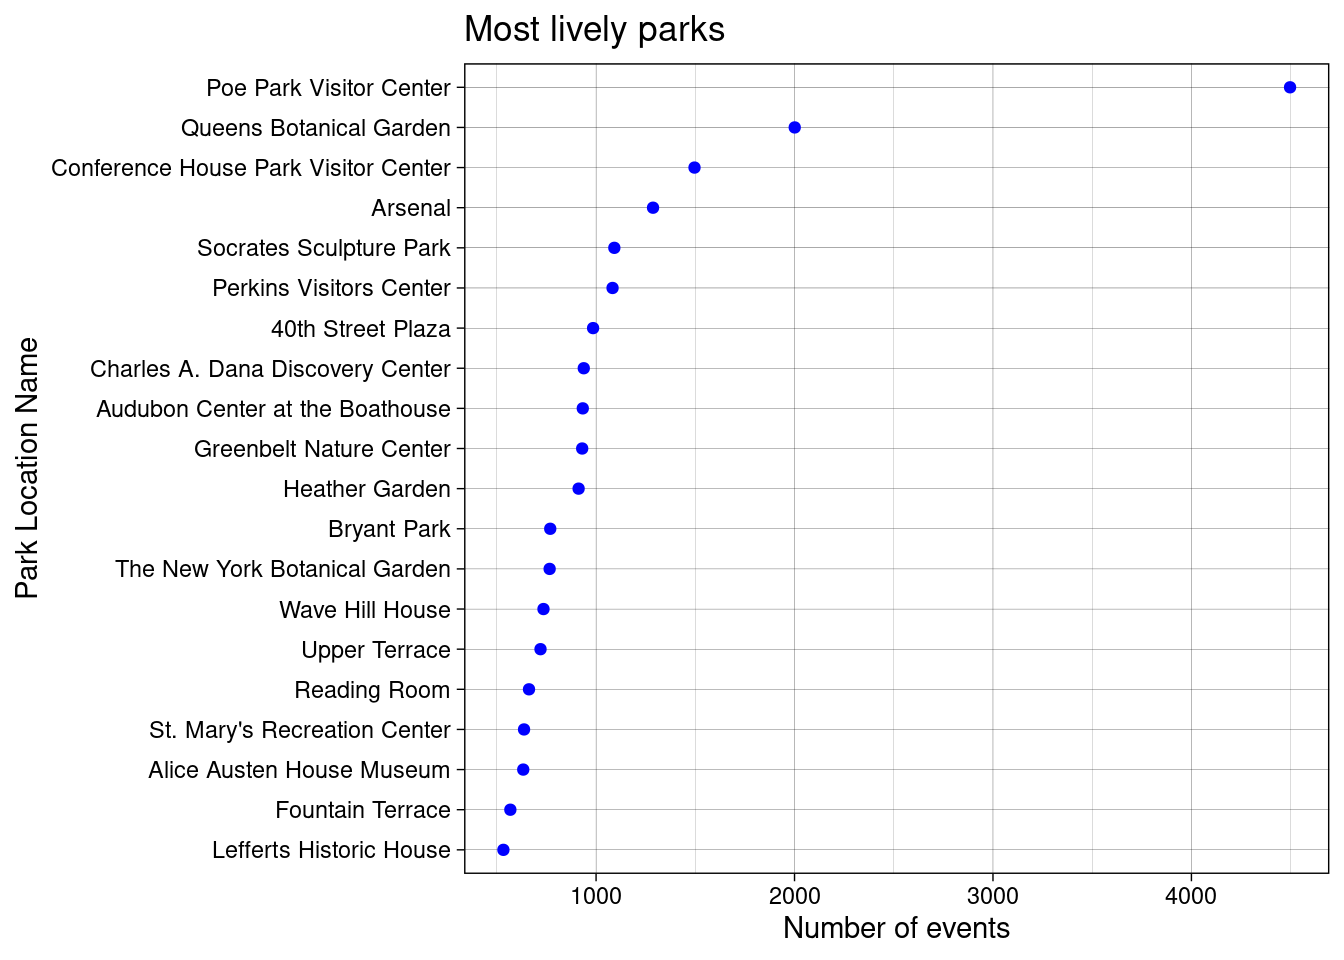 Most lively parks
Poe Park Visitor Center
Queens Botanical Garden
Conference House Park Visitor Center
Arsenal
Socrates Sculpture Park
Perkins Visitors Center
40th Street Plaza
Charles A. Dana Discovery Center
Audubon Center at the Boathouse
Greenbelt Nature Center
Heather Garden
Bryant Park
The New York Botanical Garden
Wave Hill House
Upper Terrace
Reading Room
St. Mary's Recreation Center
Alice Austen House Museum
Fountain Terrace
Lefferts Historic House
Park Location Name
1000 2000 3000 4000
Number of events